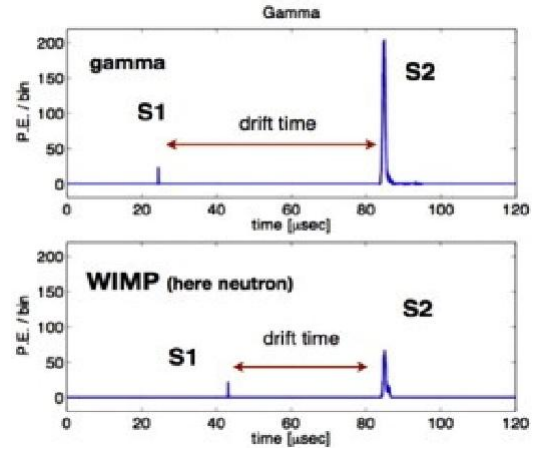 Gamma
gamma
S1
S2
drift time
P.E. / bin
200
150
100
50
0
0 20 40 60 80 100 120
time [μsec]
WIMP (here neutron)
S1
S2
drift time
P.E. / bin
200
150
100
50
0
0 20 40 60 80 100 120
time [μsec]